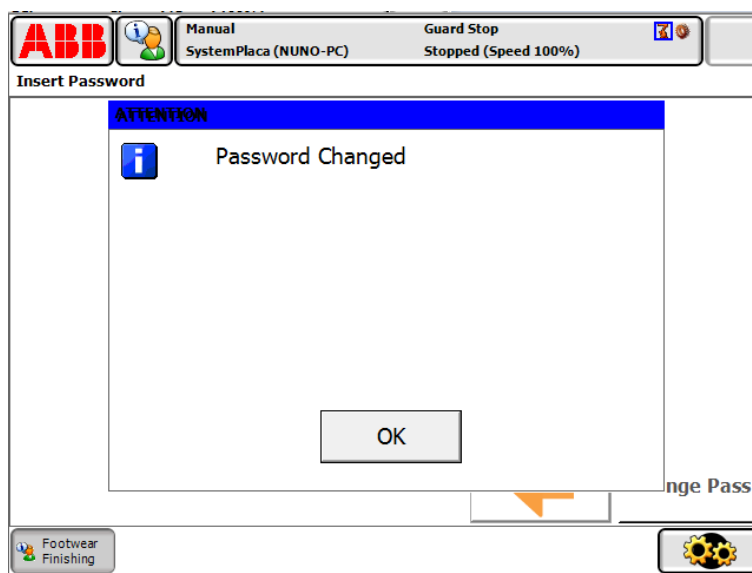 ABB
Manual
SystemPlaca (NUNO-PC)
Guard Stop
Stopped (Speed 100%)
Insert Password
ATTENTION
Password Changed
OK
nge Pass
Footwear
Finishing